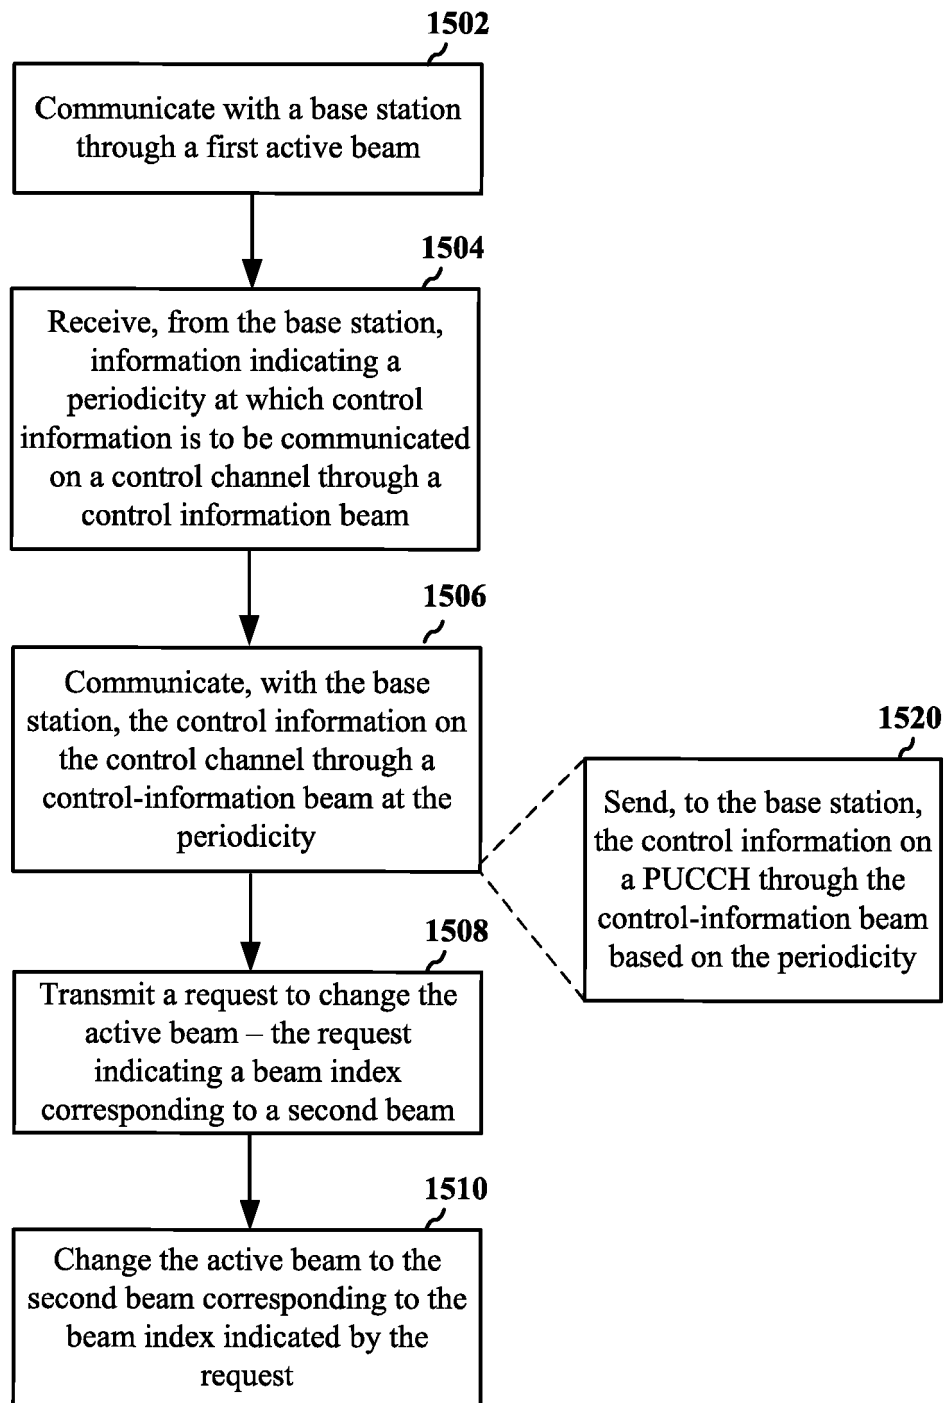 1502
Communicate with a base station
through a first active beam
1504
Receive, from the base station,
information indicating a
periodicity at which control
information is to be communicated
on a control channel through a
control information beam
1506
Communicate, with the base
station, the control information on
the control channel through a
control-information beam at the
periodicity
1520
Send, to the base station,
the control information on
a PUCCH through the
control-information beam
based on the periodicity
1508
Transmit a request to change the
active beam – the request
indicating a beam index
corresponding to a second beam
1510
Change the active beam to the
second beam corresponding to the
beam index indicated by the
request